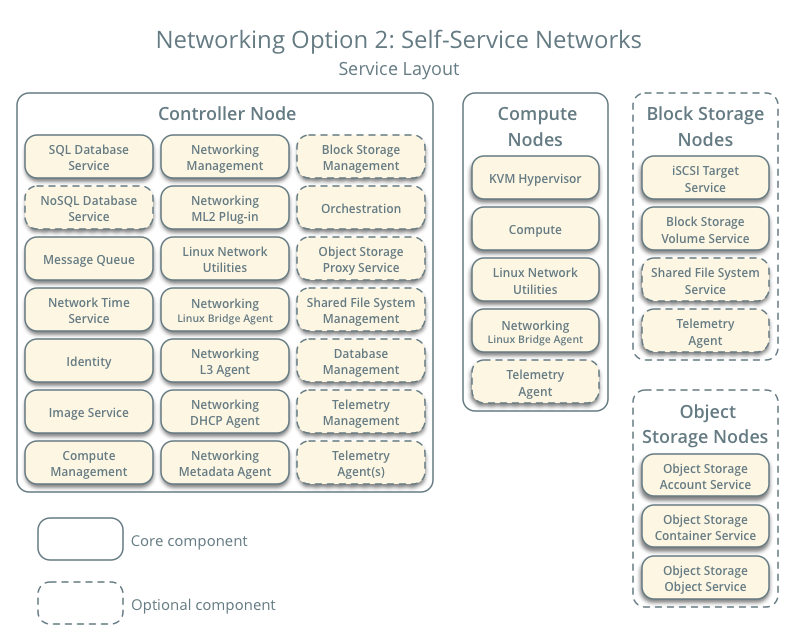 Networking Option 2: Self-Service Networks
Service Layout
Controller Node
SQL Database
Service
Networking
Management
Block Storage
Management
NoSQL Database
Service
Networking
ML2 Plug-in
Orchestration
Message Queue
Linux Network
Utilities
Object Storage
Proxy Service
Network Time
Service
Networking
Linux Bridge Agent
Shared File System
Management
Identity
Networking
L3 Agent
Database
Management
Image Service
Networking
DHCP Agent
Telemetry
Management
Compute
Management
Networking
Metadata Agent
Telemetry
Agent(s)
Compute
Nodes
KVM Hypervisor
Compute
Linux Network
Utilities
Networking
Linux Bridge Agent
Telemetry
Agent
Block Storage
Nodes
iSCSI Target
Service
Block Storage
Volume Service
Shared File System
Service
Telemetry
Agent
Object
Storage Nodes
Object Storage
Account Service
Object Storage
Container Service
Object Storage
Object Service
Core component
Optional component